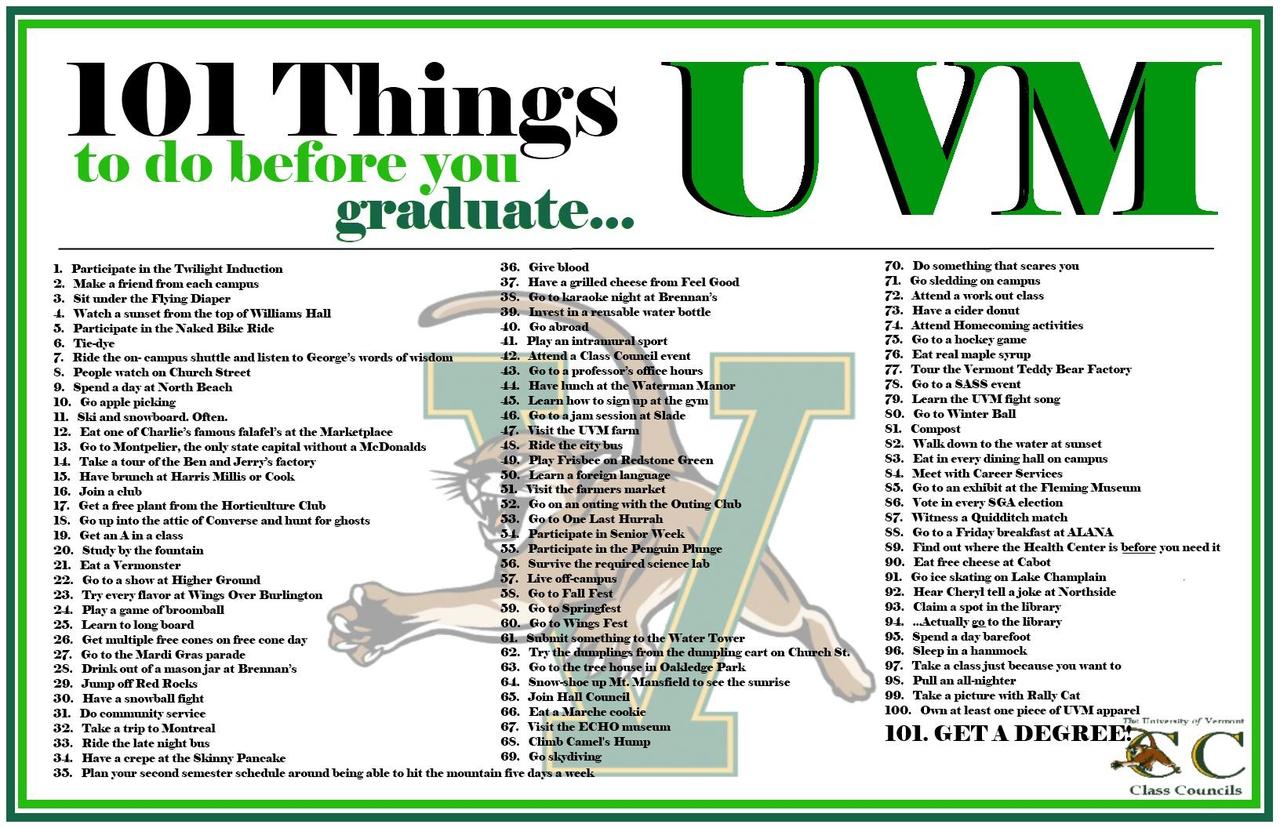 101 Things
to do before you
graduate...
UVM
1. Participate in the Twilight Induction
2. Make a friend from each campus
3. Sit under the Flying Diaper
4. Watch a sunset from the top of Williams Hall
5. Participate in the Naked Bike Ride
6. Tie-dye
7. Ride the on- campus shuttle and listen to George's words of wisdom
8. People watch on Church Street
9. Spend a day at North Beach
10. Go apple picking
11. Ski and snowboard. Often.
12. Eat one of Charlie's famous falafel's at the Marketplace
13. Go to Montpelier, the only state capital without a McDonalds
14. Take a tour of the Ben and Jerry's factory
15. Have brunch at Harris Millis or Cook
16. Join a club
17. Get a free plant from the Horticulture Club
18. Go up into the attic of Converse and hunt for ghosts
19. Get an A in a class
20. Study by the fountain
21. Eat a Vermonster
22. Go to a show at Higher Ground
23. Try every flavor at Wings Over Burlington
24. Play a game of broomball
25. Learn to long board
26. Get multiple free cones on free cone day
27. Go to the Mardi Gras parade
28. Drink out of a mason jar at Brennan's
29. Jump off Red Rocks
30. Have a snowball fight
31. Do community service
32. Take a trip to Montreal
33. Ride the late night bus
34. Have a crepe at the Skinny Pancake
35. Plan your second semester schedule around being able to hit the mountain five days a week
36. Give blood
37. Have a grilled cheese from Feel Good
38. Go to karaoke night at Brennan's
39. Invest in a reusable water bottle
40. Go abroad
41. Play an intramural sport
42. Attend a Class Council event
43. Go to a professor's office hours
44. Have lunch at the Waterman Manor
45. Learn how to sign up at the gym
46. Go to a jam session at Slade
47. Visit the UVM farm
48. Ride the city bus
49. Play Frisbee on Redstone Green
50. Learn a foreign language
51. Visit the farmers market
52. Go on an outing with the Outing Club
53. Go to One Last Hurrah
54. Participate in Senior Week
55. Participate in the Penguin Plunge
56. Survive the required science lab
57. Live off-campus
58. Go to Fall Fest
59. Go to Springfest
60. Go to Wings Fest
61. Submit something to the Water Tower
62. Try the dumplings from the dumpling cart on Church St.
63. Go to the tree house in Oakledge Park
64. Snow-shoe up Mt. Mansfield to see the sunrise
65. Join Hall Council
66. Eat a Marche cookie
67. Visit the ECHO museum
68. Climb Camel's Hump
69. Go skydiving
70. Do something that scares you
71. Go sledding on campus
72. Attend a work out class
73. Have a cider donut
74. Attend Homecoming activities
75. Go to a hockey game
76. Eat real maple syrup
77. Tour the Vermont Teddy Bear Factory
78. Go to a SASS event
79. Learn the UVM fight song
80. Go to Winter Ball
81. Compost
82. Walk down to the water at sunset
83. Eat in every dining hall on campus
84. Meet with Career Services
85. Go to an exhibit at the Fleming Museum
86. Vote in every SGA election
87. Witness a Quidditch match
88. Go to a Friday breakfast at ALANA
89. Find out where the Health Center is before you need it
90. Eat free cheese at Cabot
91. Go ice skating on Lake Champlain
92. Hear Cheryl tell a joke at Northside
93. Claim a spot in the library
94. ...Actually go to the library
95. Spend a day barefoot
96. Sleep in a hammock
97. Take a class just because you want to
98. Pull an all-nighter
99. Take a picture with Rally Cat
100. Own at least one piece of UVM apparel
101. GET A DEGREE!
The University of Vermont
CC
Class Councils